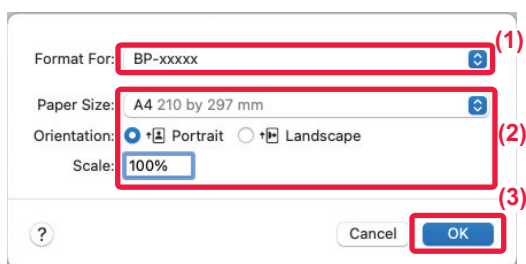 (1)
Format For: BP-xxxxx
Paper Size: A4 210 by 297 mm
Orientation: Portrait Landscape
(2)
Scale: 100%
(3)
? Cancel OK